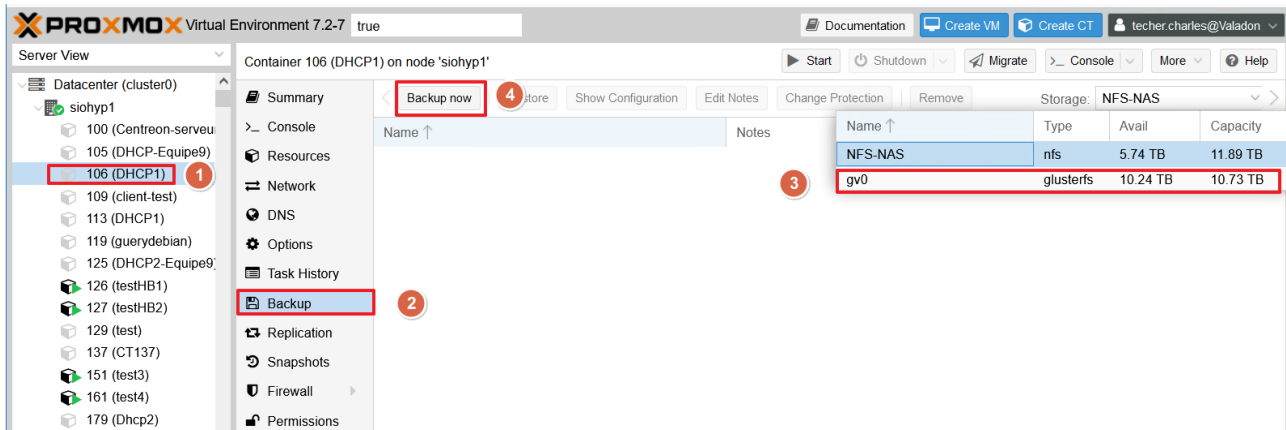 PROXMOX Virtual Environment 7.2-7 true Documentation Create VM Create CT techer.charles@Valadon
Server View
Container 106 (DHCP1) on node 'siohyp1' Start Shutdown Migrate >_ Console More Help
Datacenter (cluster0)
siohyp1
100 (Centreon-serveu
105 (DHCP-Equipe9)
106 (DHCP1) 1
109 (client-test)
113 (DHCP1)
119 (guerydebian)
125 (DHCP2-Equipe9)
126 (testHB1)
127 (testHB2)
129 (test)
137 (CT137)
151 (test3)
161 (test4)
179 (Dhcp2)
Summary
>_ Console
Resources
Network
DNS
Options
Task History
Backup 2
Replication
Snapshots
Firewall
Permissions
Backup now 4 store Show Configuration Edit Notes Change Protection Remove Storage: NFS-NAS
Name ↑ Notes
Name ↑ Type Avail Capacity
NFS-NAS nfs 5.74 TB 11.89 TB
3 gv0 glusterfs 10.24 TB 10.73 TB